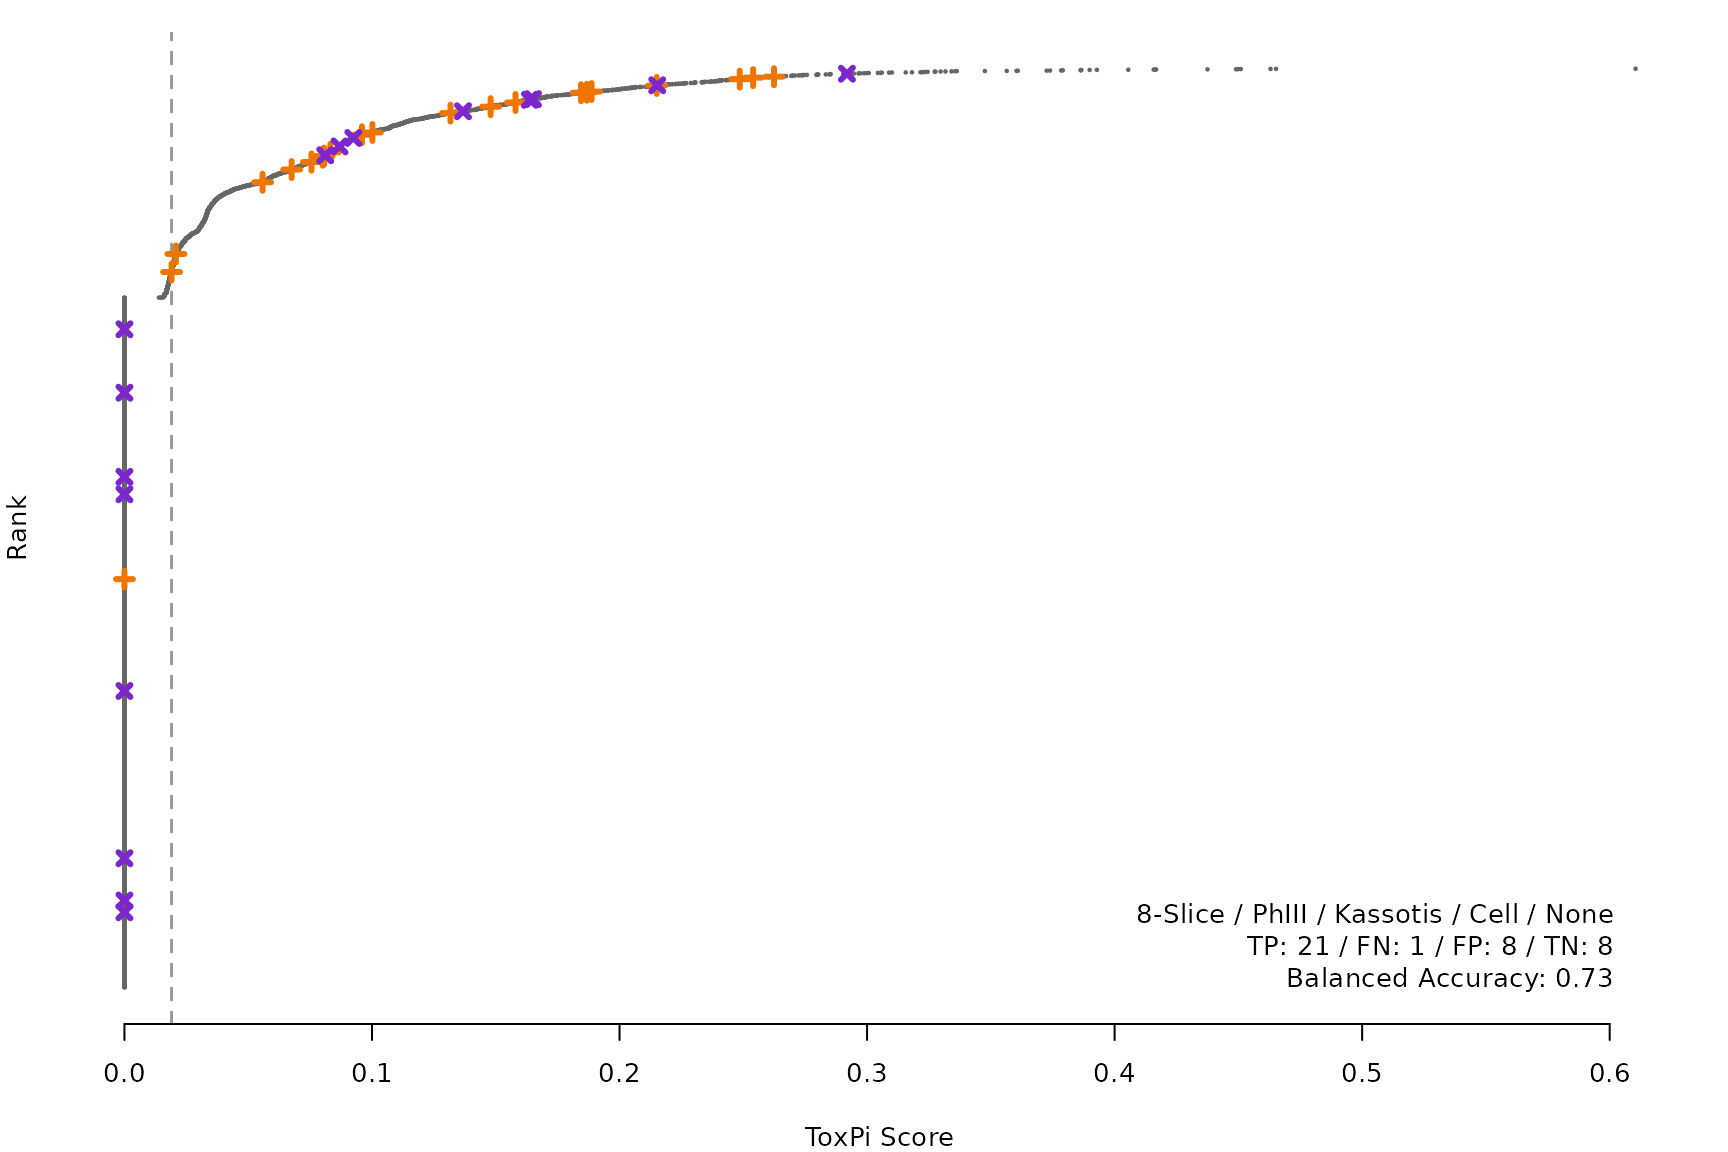 Rank
8-Slice / PhIII / Kassotis / Cell / None
TP: 21 / FN: 1 / FP: 8 / TN: 8
Balanced Accuracy: 0.73
0.0 0.1 0.2 0.3 0.4 0.5 0.6
ToxPi Score